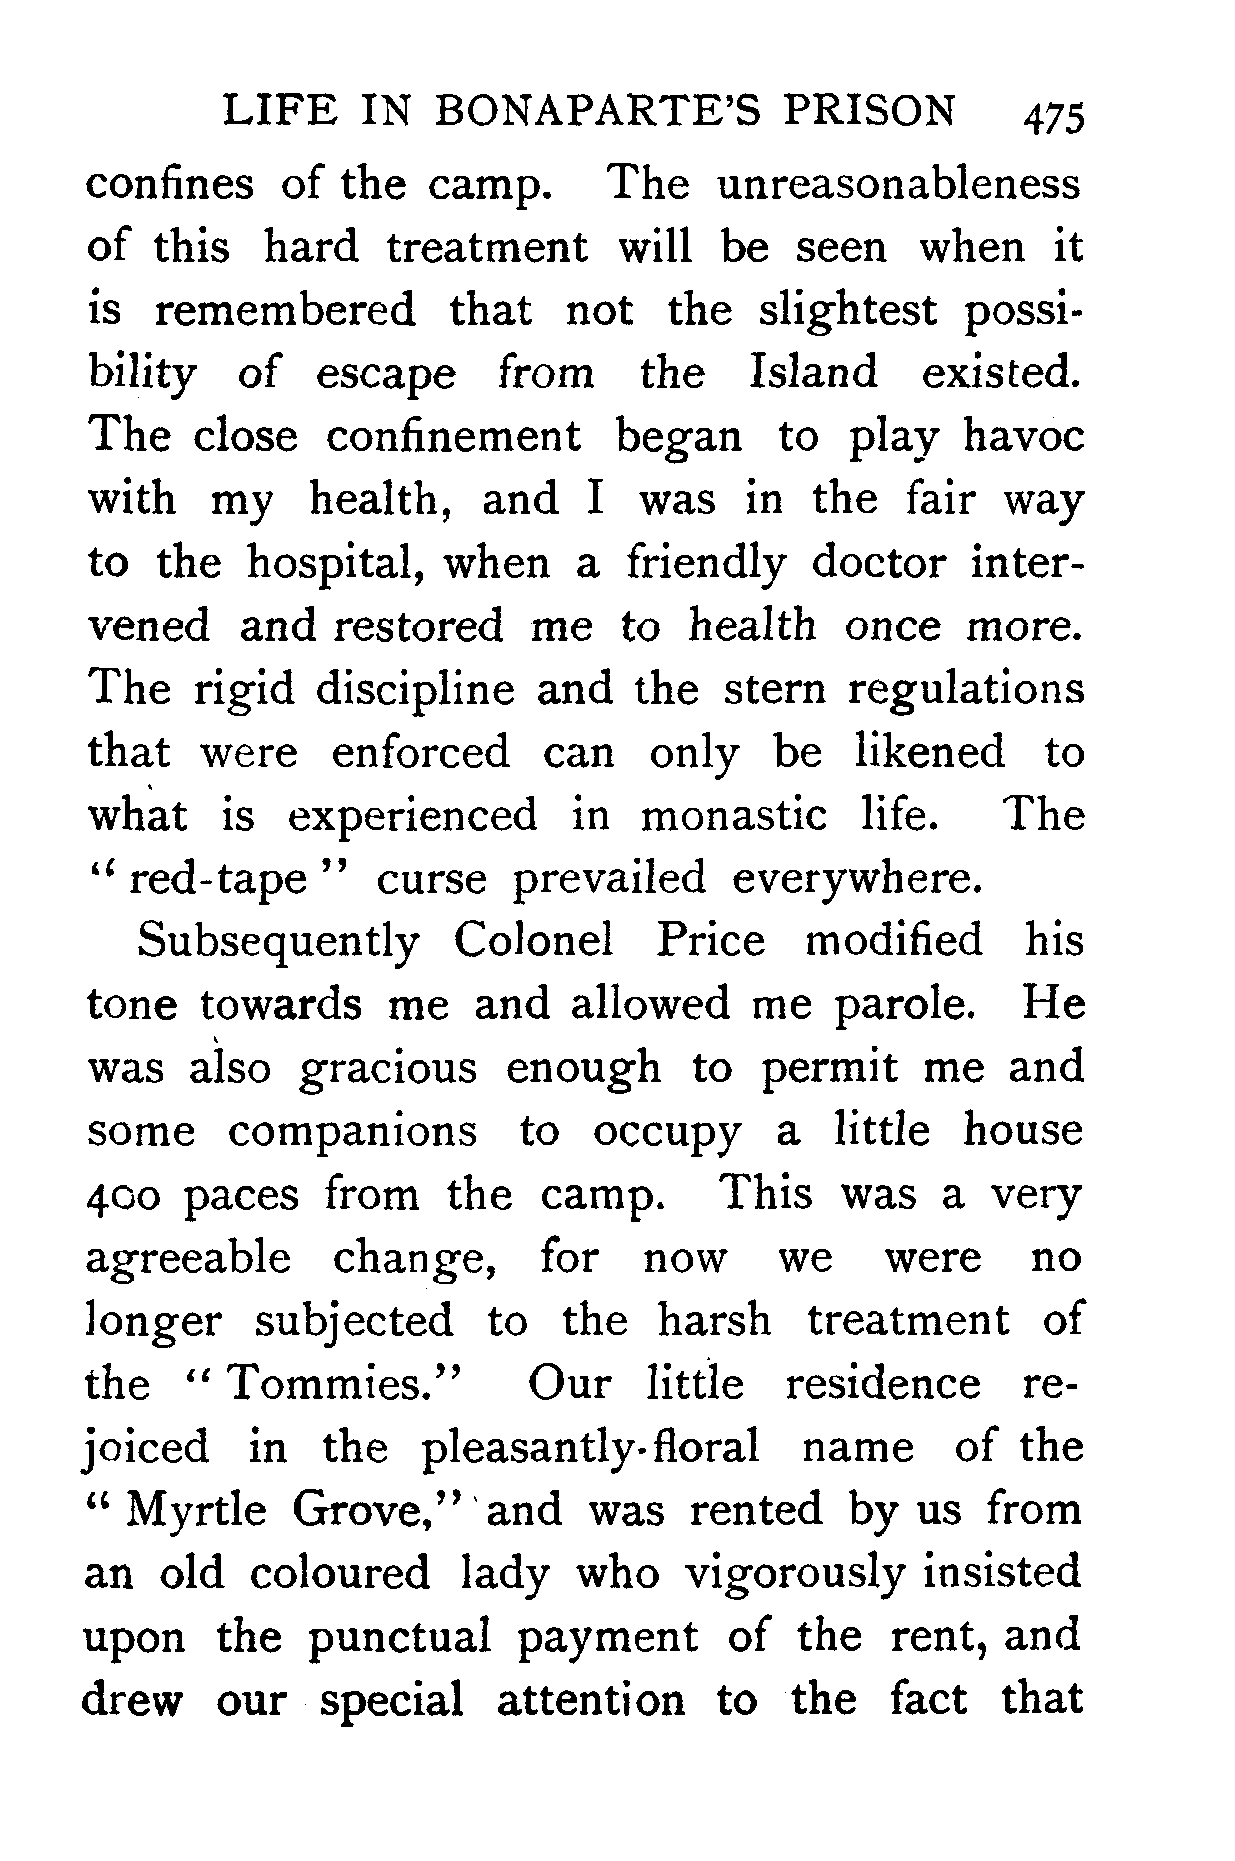 LIFE IN BONAPARTE'S PRISON 475
confines of the camp. The unreasonableness
of this hard treatment will be seen when it
is remembered that not the slightest possi-
bility of escape from the Island existed.
The close confinement began to play havoc
with my health, and I was in the fair way
to the hospital, when a friendly doctor inter-
vened and restored me to health once more.
The rigid discipline and the stern regulations
that were enforced can only be likened to
what is experienced in monastic life. The
“ red-tape ” curse prevailed everywhere.
Subsequently Colonel Price modified his
tone towards me and allowed me parole. He
was also gracious enough to permit me and
some companions to occupy a little house
400 paces from the camp. This was a very
agreeable change, for now we were no
longer subjected to the harsh treatment of
the “ Tommies.” Our little residence re-
joiced in the pleasantly-floral name of the
“ Myrtle Grove,” and was rented by us from
an old coloured lady who vigorously insisted
upon the punctual payment of the rent, and
drew our special attention to the fact that